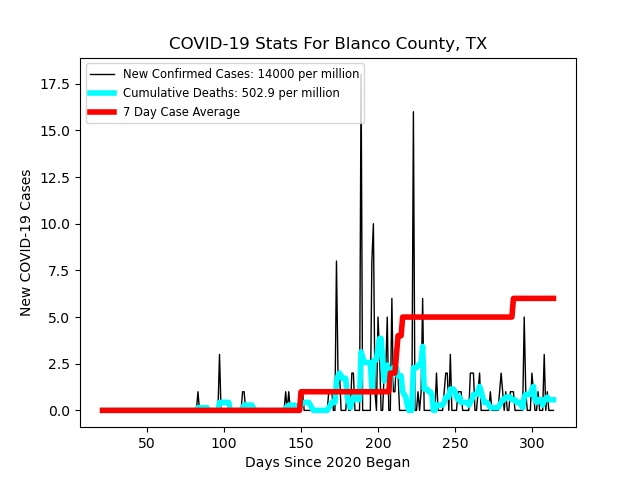 COVID-19 Stats For Blanco County, TX
New Confirmed Cases: 14000 per million
Cumulative Deaths: 502.9 per million
7 Day Case Average
New COVID-19 Cases
17.5
15.0
12.5
10.0
7.5
5.0
2.5
0.0
50 100 150 200 250 300
Days Since 2020 Began